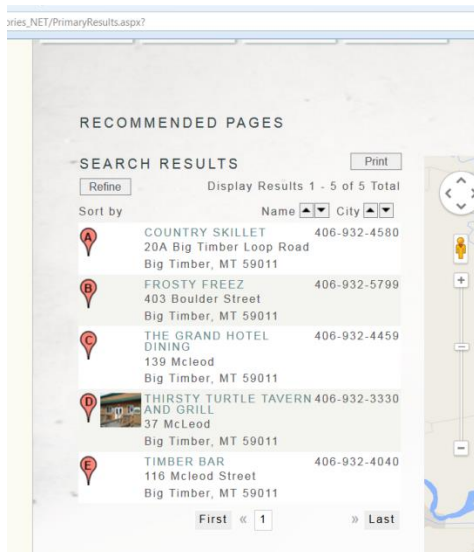 ories_NET/PrimaryResults.aspx?
RECOMMENDED PAGES
SEARCH RESULTS Print
Refine Display Results 1 - 5 of 5 Total
Sort by Name City
A COUNTRY SKILLET 406-932-4580
20A Big Timber Loop Road
Big Timber, MT 59011
B FROSTY FREEZ 406-932-5799
403 Boulder Street
Big Timber, MT 59011
C THE GRAND HOTEL 406-932-4459
DINING
139 Mcleod
Big Timber, MT 59011
D THIRSTY TURTLE TAVERN 406-932-3330
AND GRILL
37 McLeod
Big Timber, MT 59011
E TIMBER BAR 406-932-4040
116 Mcleod Street
Big Timber, MT 59011
First « 1 » Last